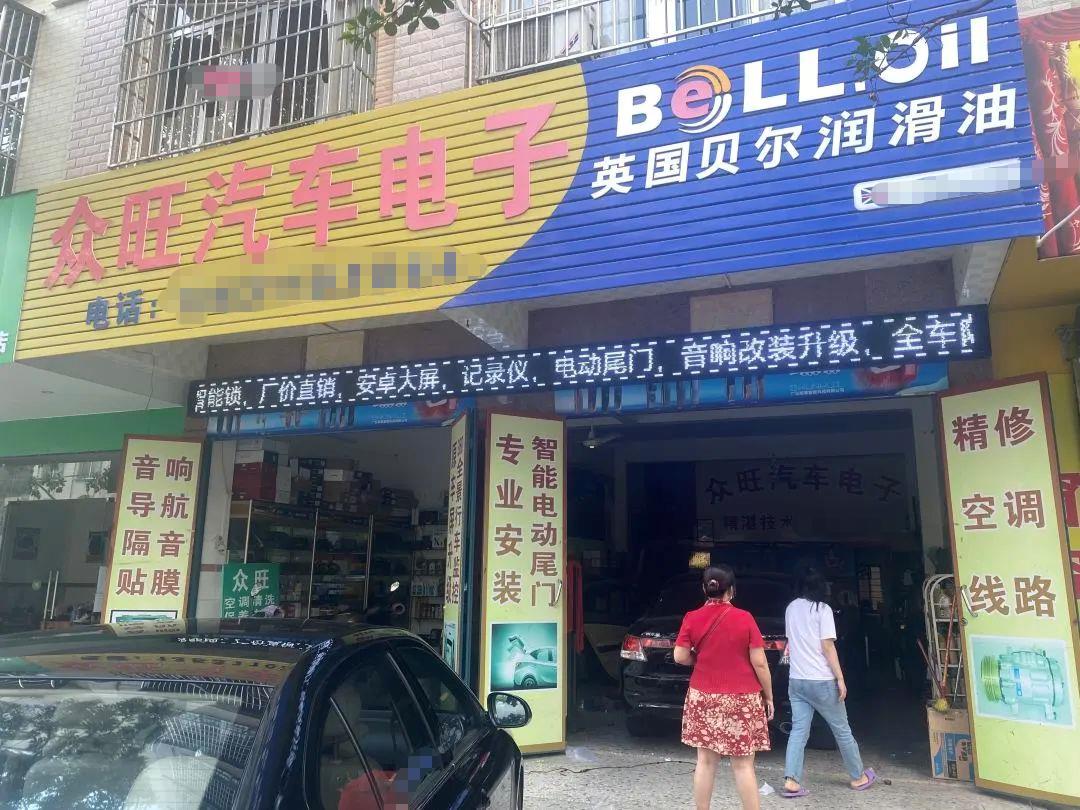 众旺汽车电子
电话:
BeLL.Oil
英国贝尔润滑油
智能锁、厂价直销、安卓大屏、记录仪、电动尾门、音响改装升级、全车
音响
导航
隔音
贴膜
众旺
空调清洗
专业安装
智能电动尾门
众旺汽车电子
精湛技术
精修
空调
线路